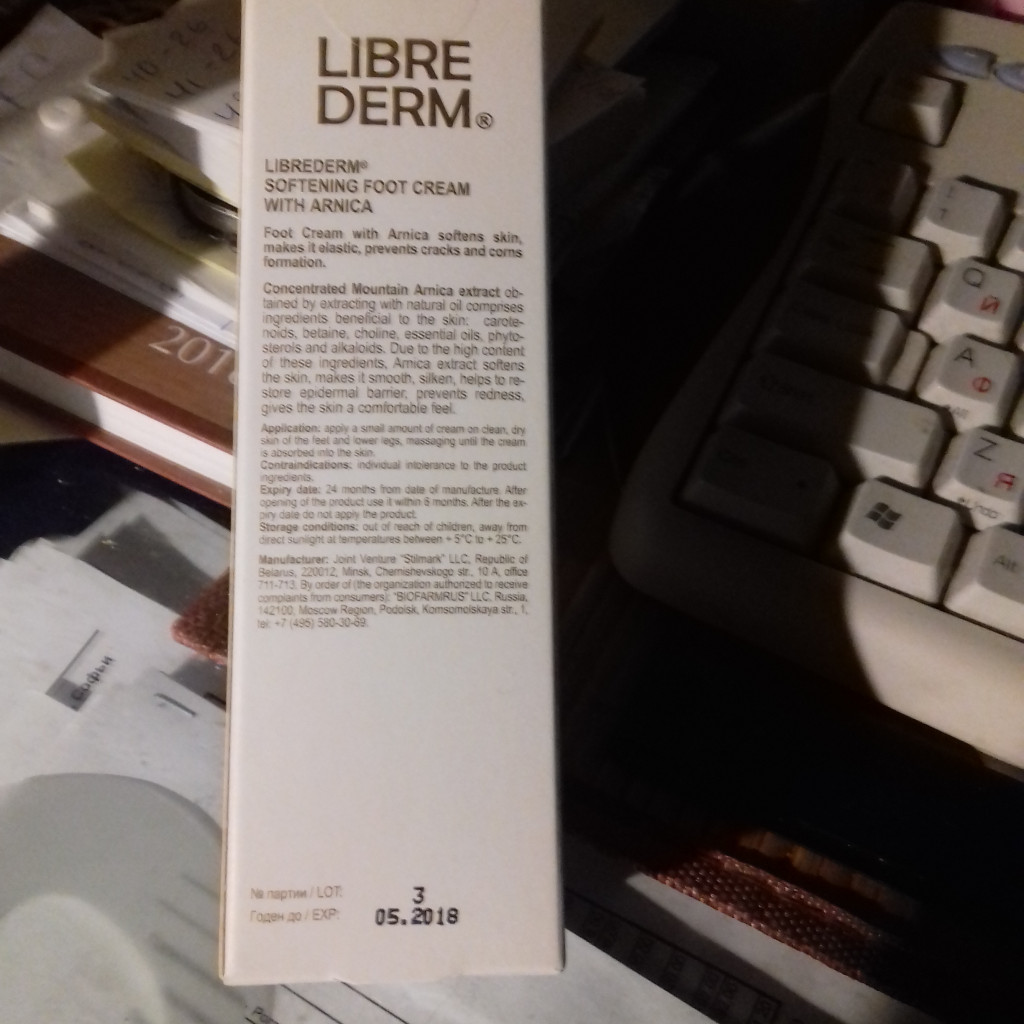 LIBRE
DERM®
LIBREDERM®
SOFTENING FOOT CREAM
WITH ARNICA
Foot Cream with Arnica softens skin,
makes it elastic, prevents cracks and corns
formation.
Concentrated Mountain Arnica extract ob-
tained by extracting with natural oil comprises
ingredients beneficial to the skin: carote-
noids, betaine, choline, essential oils, phyto-
sterols and alkaloids. Due to the high content
of these ingredients, Arnica extract softens
the skin, makes it smooth, silken, helps to re-
store epidermal barrier, prevents redness,
gives the skin a comfortable feel.
Application: apply a small amount of cream on clean, dry
skin of the feet and lower legs, massaging until the cream
is absorbed into the skin.
Contraindications: individual intolerance to the product
ingredients.
Expiry date: 24 months from date of manufacture. After
opening of the product use it within 6 months. After the ex-
piry date do not apply the product.
Storage conditions: out of reach of children, away from
direct sunlight at temperatures between +5°C to +25°C.
Manufacturer: Joint Venture "Stilmark" LLC, Republic of
Belarus, 220012, Minsk, Chernishevskogo str., 10 A, office
711-713. By order of (the organization authorized to receive
complaints from consumers): "BIOFARMRUS" LLC, Russia,
142100, Moscow Region, Podolsk, Komsomolskaya str., 1,
tel: +7 (495) 580-30-69.
№ партии / LOT: 3
Годен до / EXP: 05.2018
40-26
41-
201
Софьи
1
Q Й
A Ф
Z Я
Undo
Alt